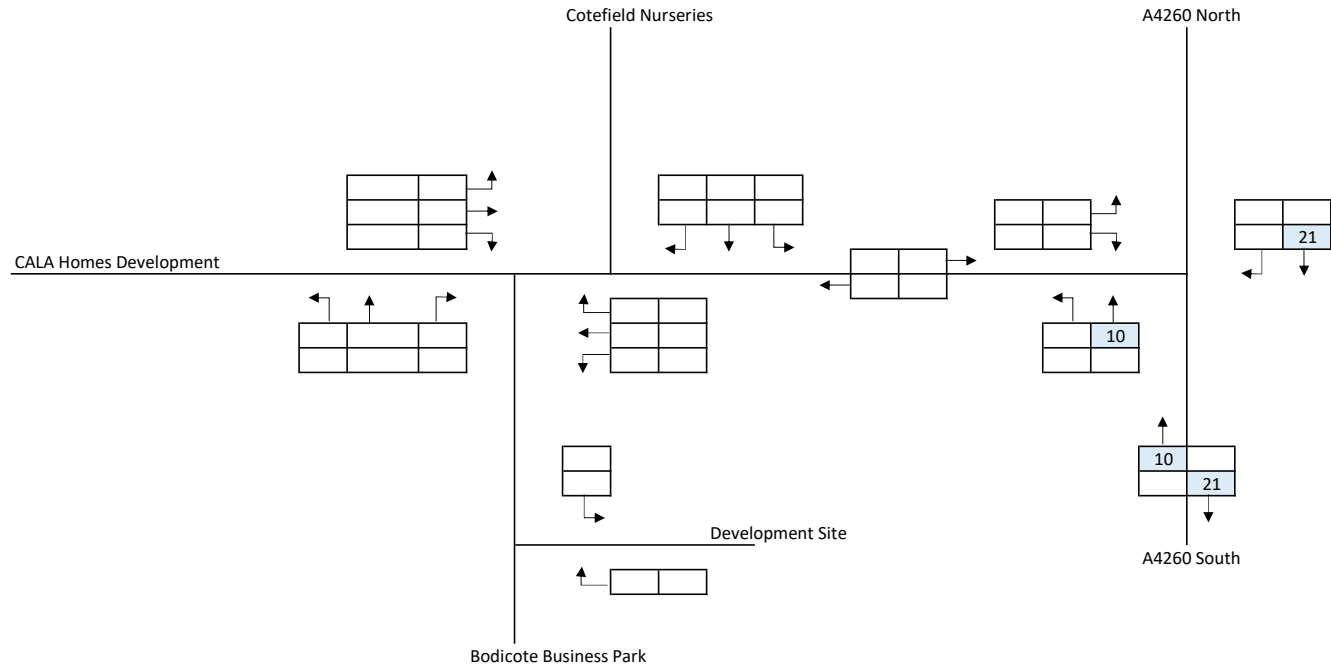 Cotefield Nurseries
A4260 North
21
CALA Homes Development
10
10
21
Development Site
A4260 South
Bodicote Business Park